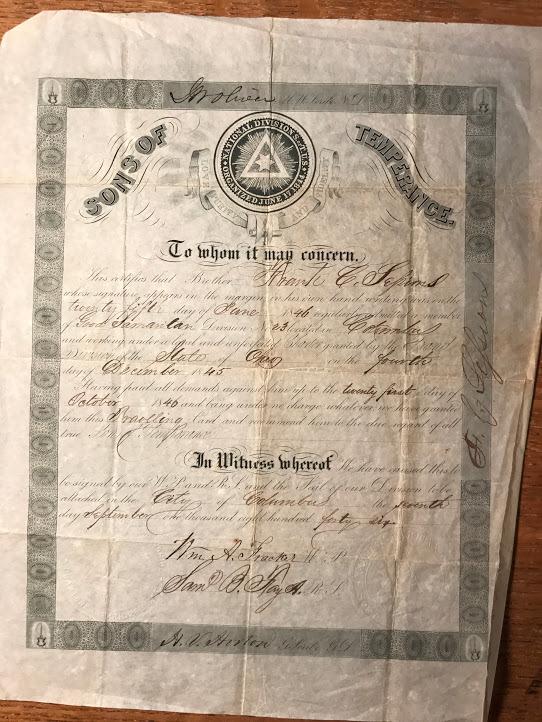 SONS OF TEMPERANCE.
NATIONAL DIVISION S. of T. U.S.
ORGANIZED JUNE 17 1844
LOVE PURITY AND FIDELITY
To whom it may concern.
This certifies that Brother Frank C. Sessions
whose signature appears in the margin in his own hand writing was on the
twenty fifth day of June 1846 regularly admitted a member
of Good Samaritan Division No. 23 located in Columbus
and working under a legal and unforfeited Charter granted by the Grand
Division of the State of Ohio on the fourth
day of December 1845
Having paid all demands against him up to the twenty first day of
October 1846 and being under no charge whatever we have granted
him this Travelling Card and recommend him to the due regard of all
true
In Witness whereof We have caused this to
be signed by our W.P. and R.S. and the Seal of our Division to be
attached in the City of Columbus on the seventh
day September One thousand eight hundred forty six
Wm A. W. P.
Saml B. R. S.
F. C. Sessions